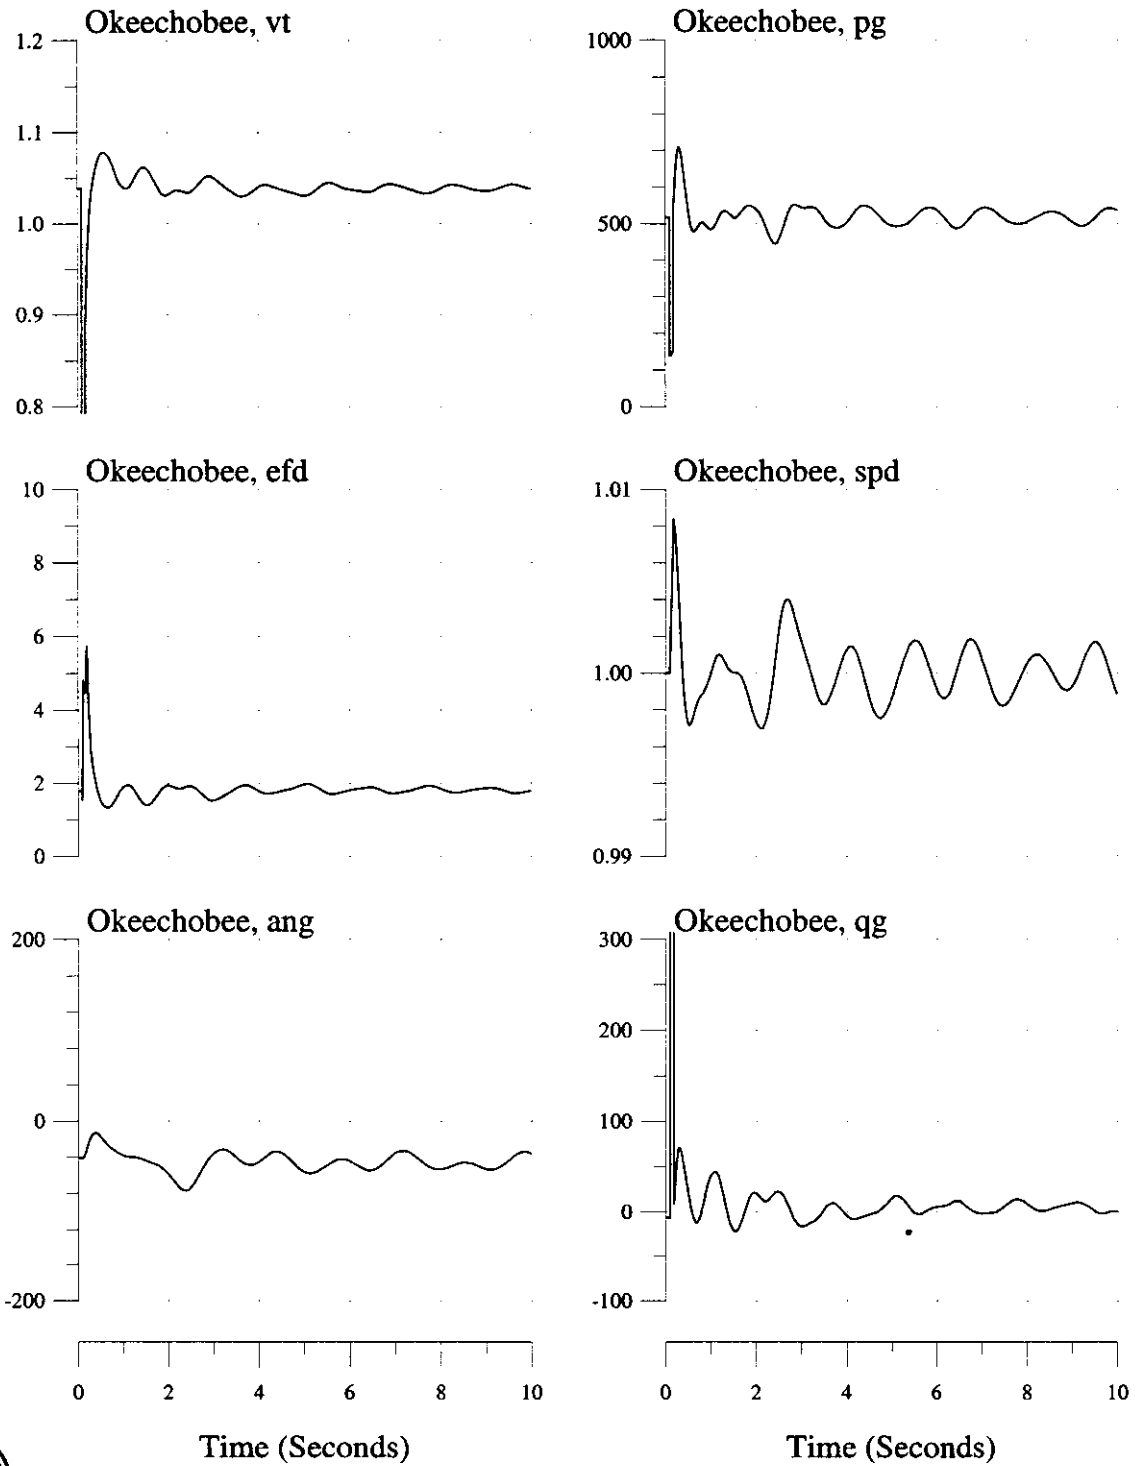 Okeechobee, vt
1.2
1.1
1.0
0.9
0.8
Okeechobee, pg
1000
500
0
Okeechobee, efd
10
8
6
4
2
0
Okeechobee, spd
1.01
1.00
0.99
Okeechobee, ang
200
0
-200
0 2 4 6 8 10
Time (Seconds)
Okeechobee, qg
300
200
100
0
-100
0 2 4 6 8 10
Time (Seconds)